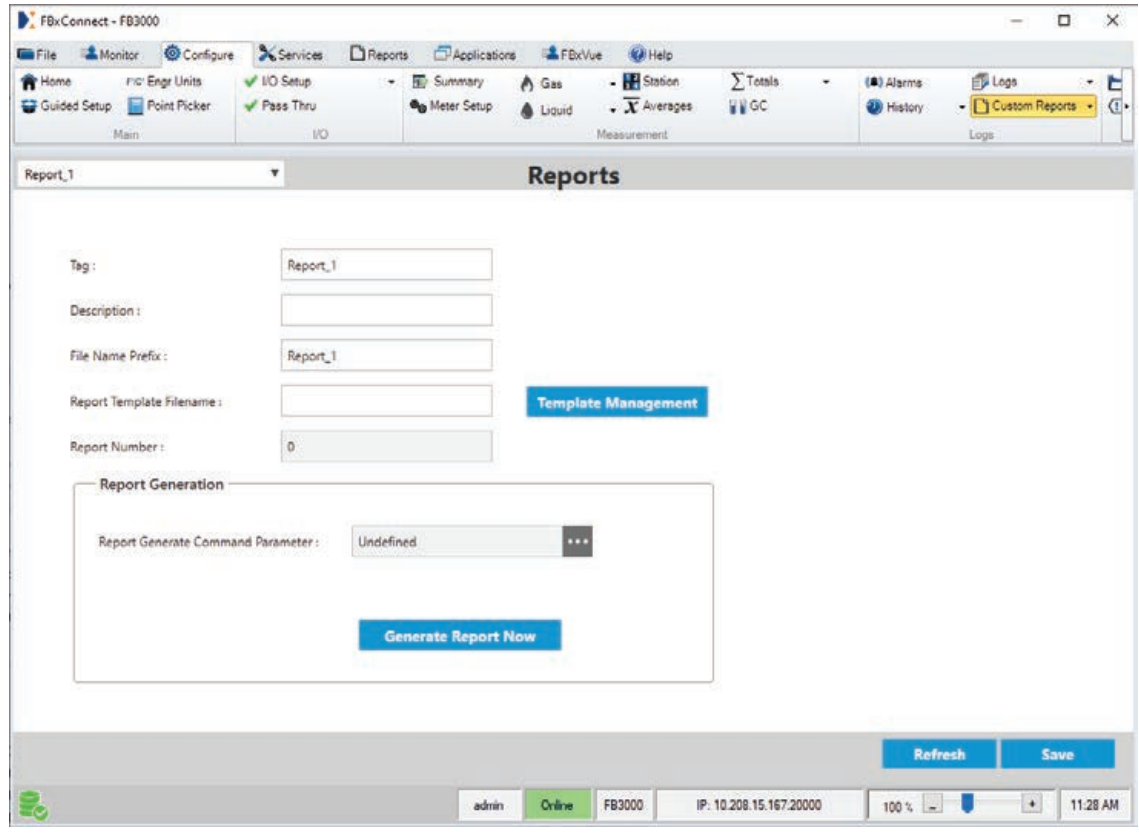 FBxConnect - FB3000
File Monitor Configure Services Reports Applications FBxVue Help
Home Engr Units I/O Setup Summary Gas Station Totals Alarms Logs
Guided Setup Point Picker Pass Thru Meter Setup Liquid Averages GC History Custom Reports
Main I/O Measurement Logs
Report_1 Reports
Tag : Report_1
Description :
File Name Prefix : Report_1
Report Template Filename : Template Management
Report Number : 0
Report Generation
Report Generate Command Parameter : Undefined ...
Generate Report Now
Refresh Save
admin Online FB3000 IP: 10.208.15.167.20000 100 % - + 11:28 AM